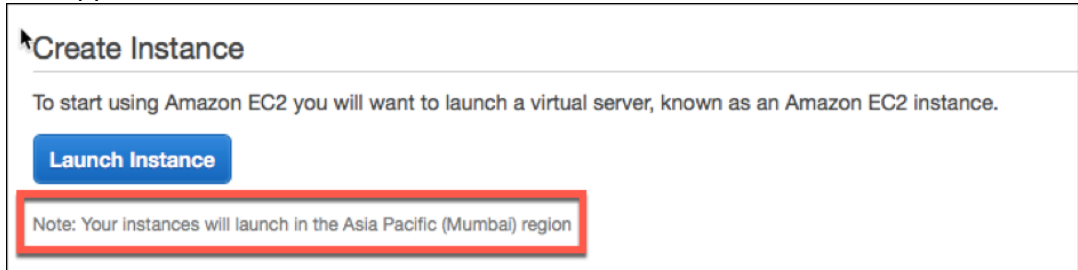 Create Instance
To start using Amazon EC2 you will want to launch a virtual server, known as an Amazon EC2 instance.
Launch Instance
Note: Your instances will launch in the Asia Pacific (Mumbai) region